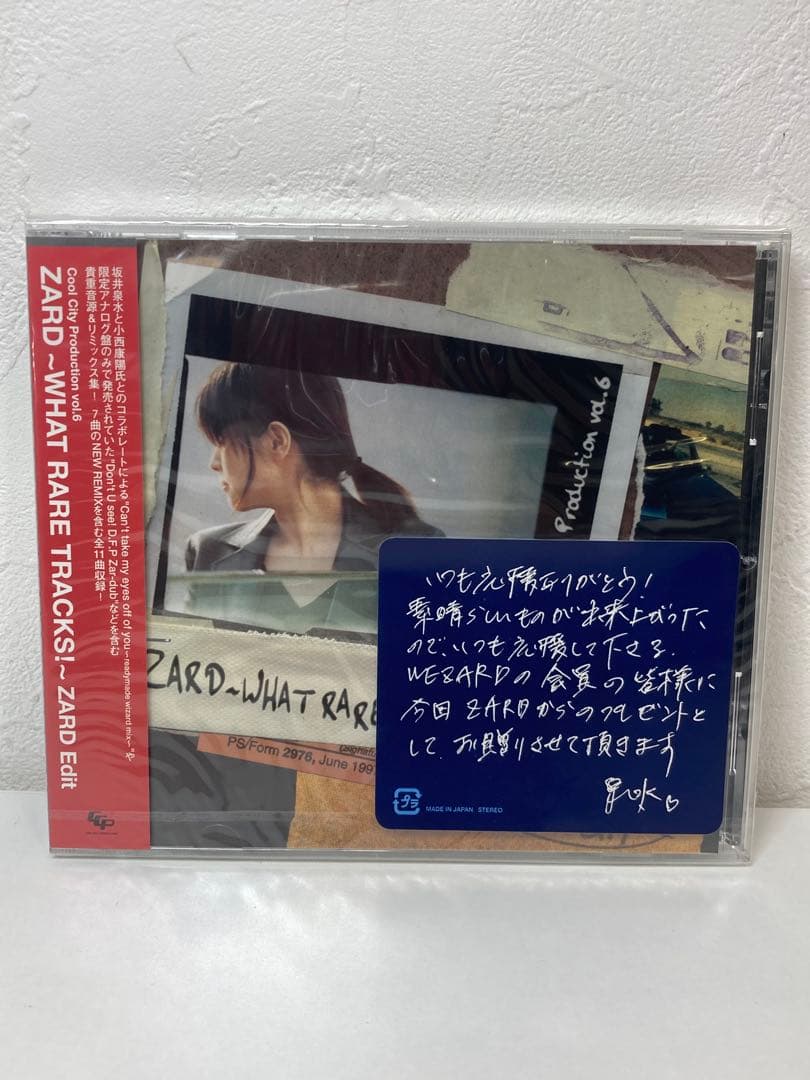 坂井泉水と小西康陽氏とのコラボレートによる"Can't take my eyes off of you～readymade wizard mix～"や
限定アナログ盤のみで発売されていた"Don't U see! D.F.P Zar-dub"などを含む
貴重音源&リミックス集! 7曲のNEW REMIXを含む全11曲収録!
Cool City Production vol.6
ZARD ~WHAT RARE TRACKS!~ ZARD Edit
Production vol.6
ZARD~WHAT RARE
PS/Form 2976, June 199
いつも応援ありがとう!
素晴らしいものが出来上がった
ので、いつも応援して下さる、
WEZARDの会員の皆様に
今回ZARDからのプレゼントと
して、お贈りさせて頂きます
泉水♡
プラ
MADE IN JAPAN STEREO